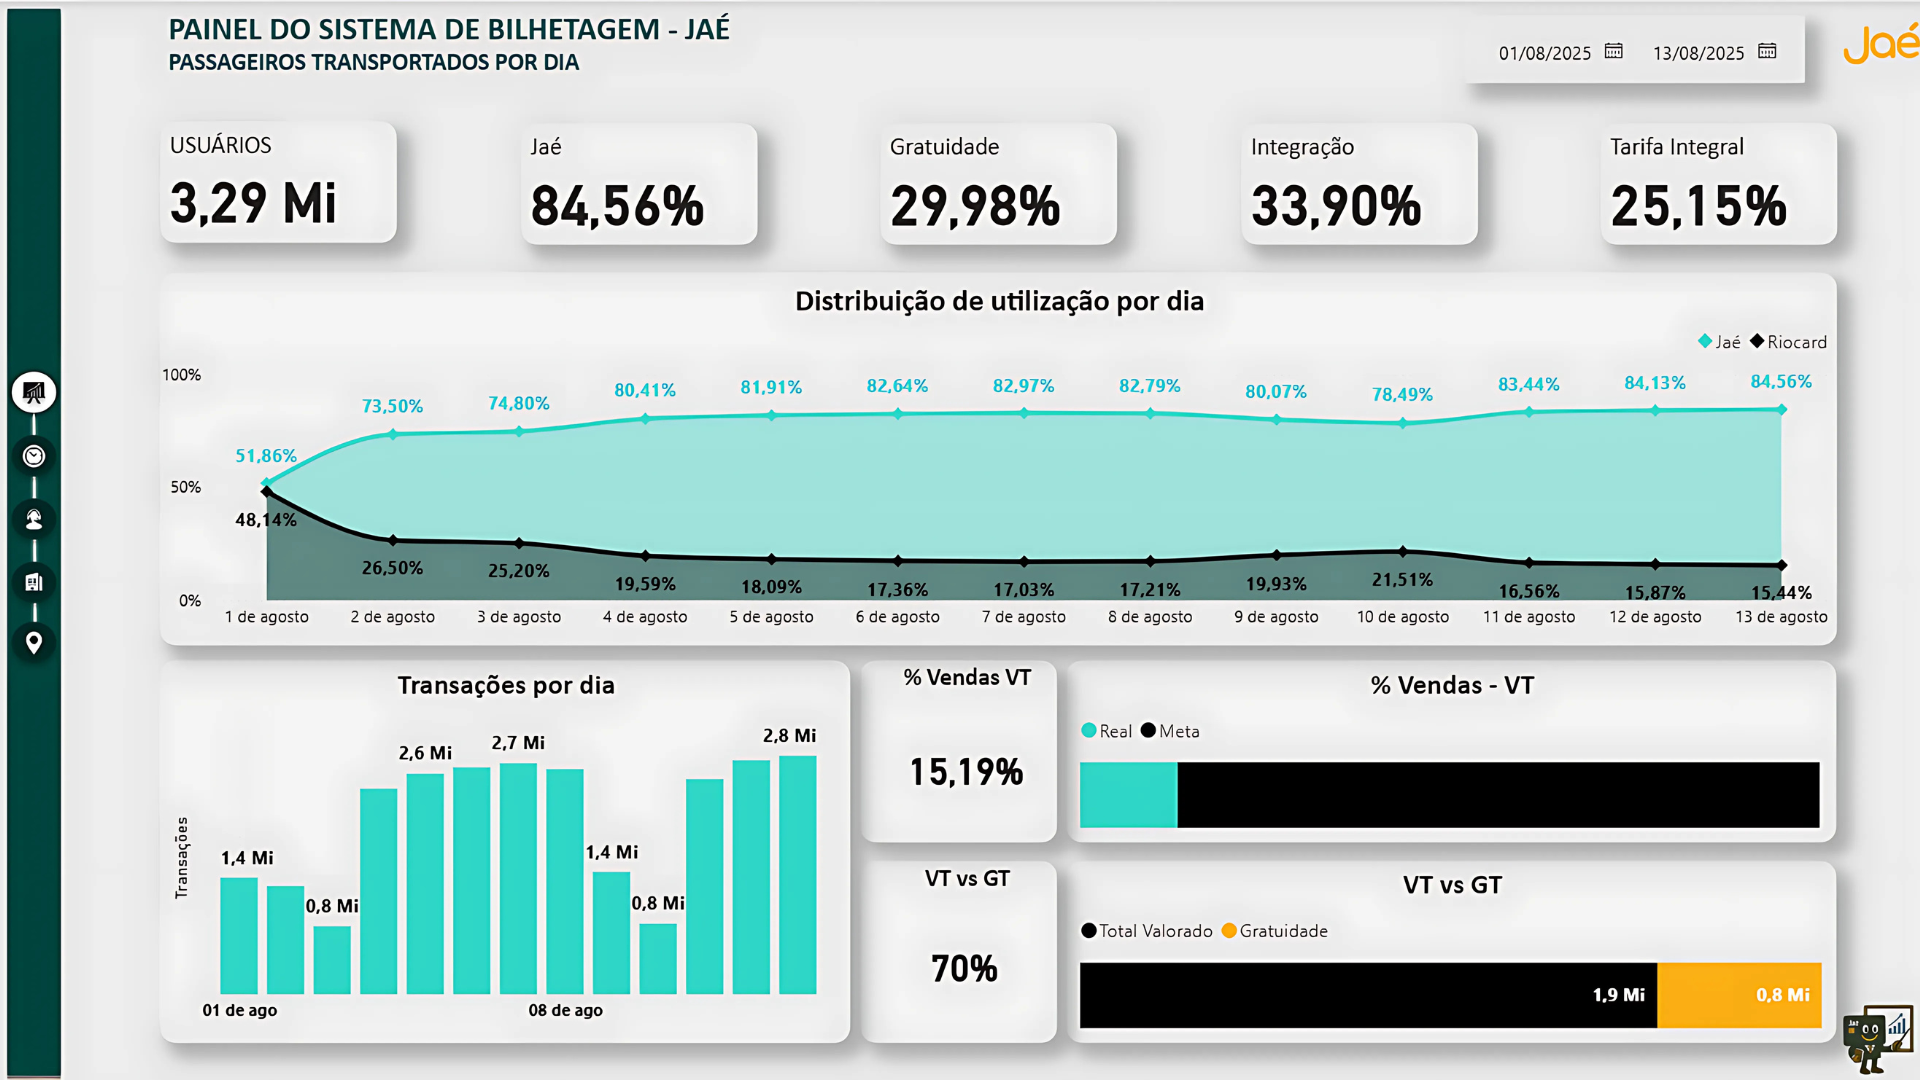 PAINEL DO SISTEMA DE BILHETAGEM - JAÉ
PASSAGEIROS TRANSPORTADOS POR DIA
01/08/2025 13/08/2025
Jaé
USUÁRIOS
3,29 Mi
Jaé
84,56%
Gratuidade
29,98%
Integração
33,90%
Tarifa Integral
25,15%
Distribuição de utilização por dia
Jaé Riocard
100%
50%
0%
51,86% 73,50% 74,80% 80,41% 81,91% 82,64% 82,97% 82,79% 80,07% 78,49% 83,44% 84,13% 84,56%
48,14% 26,50% 25,20% 19,59% 18,09% 17,36% 17,03% 17,21% 19,93% 21,51% 16,56% 15,87% 15,44%
1 de agosto 2 de agosto 3 de agosto 4 de agosto 5 de agosto 6 de agosto 7 de agosto 8 de agosto 9 de agosto 10 de agosto 11 de agosto 12 de agosto 13 de agosto
Transações por dia
Transações
1,4 Mi 0,8 Mi 2,6 Mi 2,7 Mi 1,4 Mi 0,8 Mi 2,8 Mi
01 de ago 08 de ago
% Vendas VT
15,19%
% Vendas - VT
Real Meta
VT vs GT
70%
VT vs GT
Total Valorado Gratuidade
1,9 Mi 0,8 Mi